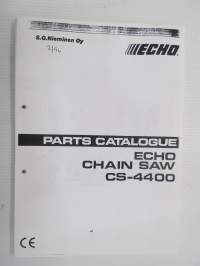 S.G.Nieminen Oy
ECHO
PARTS CATALOGUE
ECHO
CHAIN SAW
CS-4400
CE